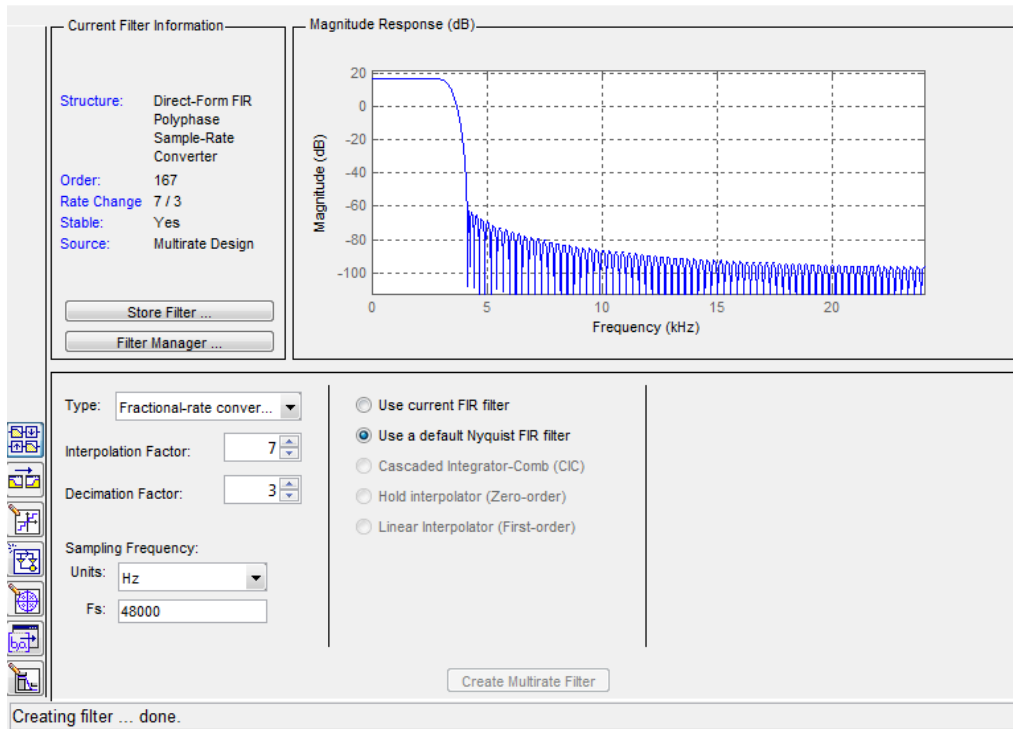 Current Filter Information
Structure: Direct-Form FIR
Polyphase
Sample-Rate
Converter
Order: 167
Rate Change 7 / 3
Stable: Yes
Source: Multirate Design
Store Filter ...
Filter Manager ...
Magnitude Response (dB)
20
0
-20
-40
-60
-80
-100
Magnitude (dB)
0 5 10 15 20
Frequency (kHz)
Type: Fractional-rate conver...
Interpolation Factor: 7
Decimation Factor: 3
Sampling Frequency:
Units: Hz
Fs: 48000
Use current FIR filter
Use a default Nyquist FIR filter
Cascaded Integrator-Comb (CIC)
Hold interpolator (Zero-order)
Linear Interpolator (First-order)
Create Multirate Filter
[b,a]
Creating filter ... done.